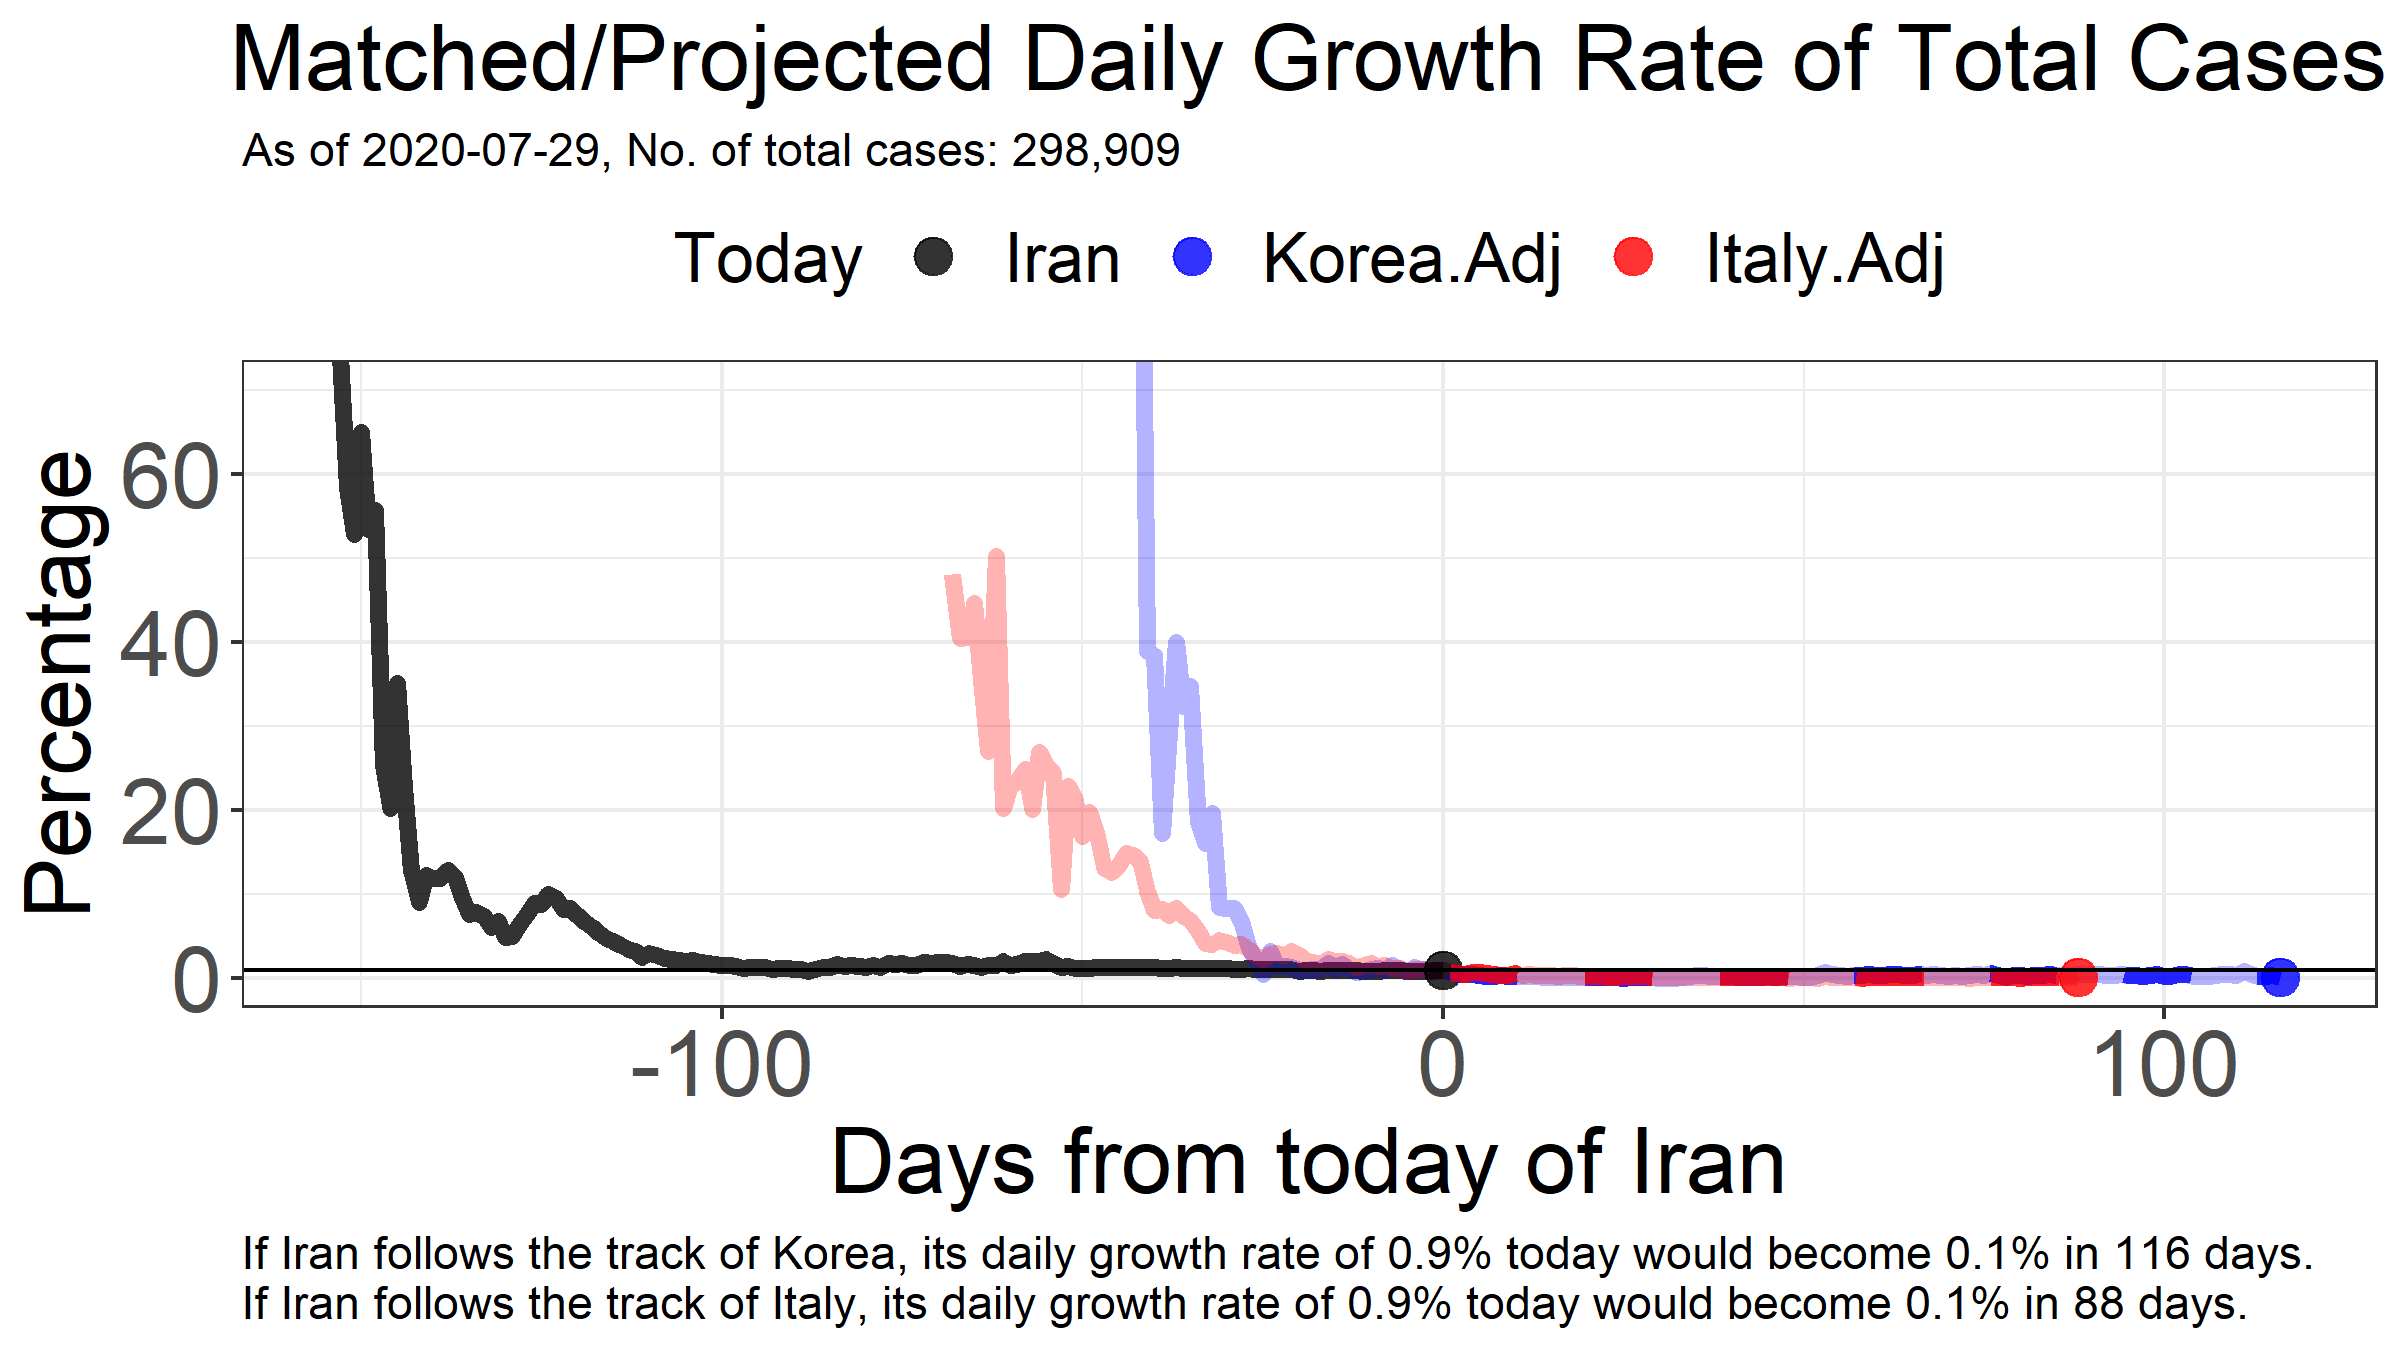 Matched/Projected Daily Growth Rate of Total Cases
As of 2020-07-29, No. of total cases: 298,909
Today Iran Korea.Adj Italy.Adj
Percentage
60
40
20
0
-100 0 100
Days from today of Iran
If Iran follows the track of Korea, its daily growth rate of 0.9% today would become 0.1% in 116 days.
If Iran follows the track of Italy, its daily growth rate of 0.9% today would become 0.1% in 88 days.